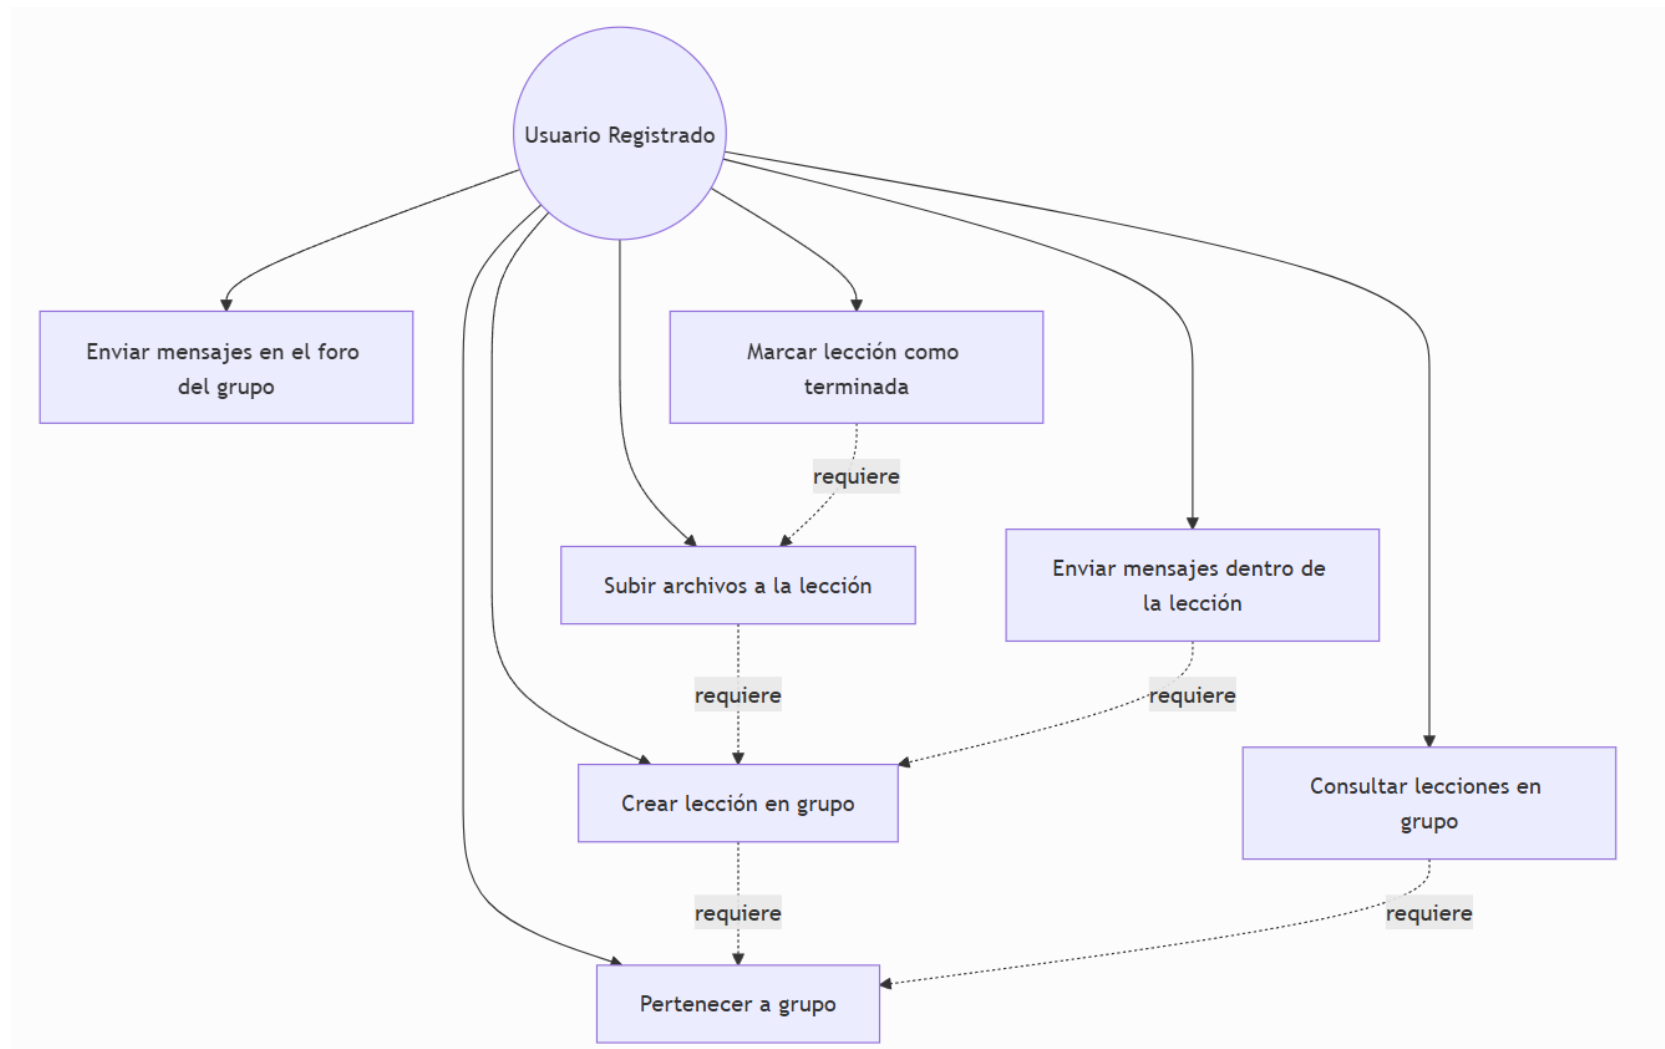 Usuario Registrado
Enviar mensajes en el foro
del grupo
Marcar lección como
terminada
requiere
Subir archivos a la lección
Enviar mensajes dentro de
la lección
requiere
requiere
Crear lección en grupo
Consultar lecciones en
grupo
requiere
requiere
Pertenecer a grupo